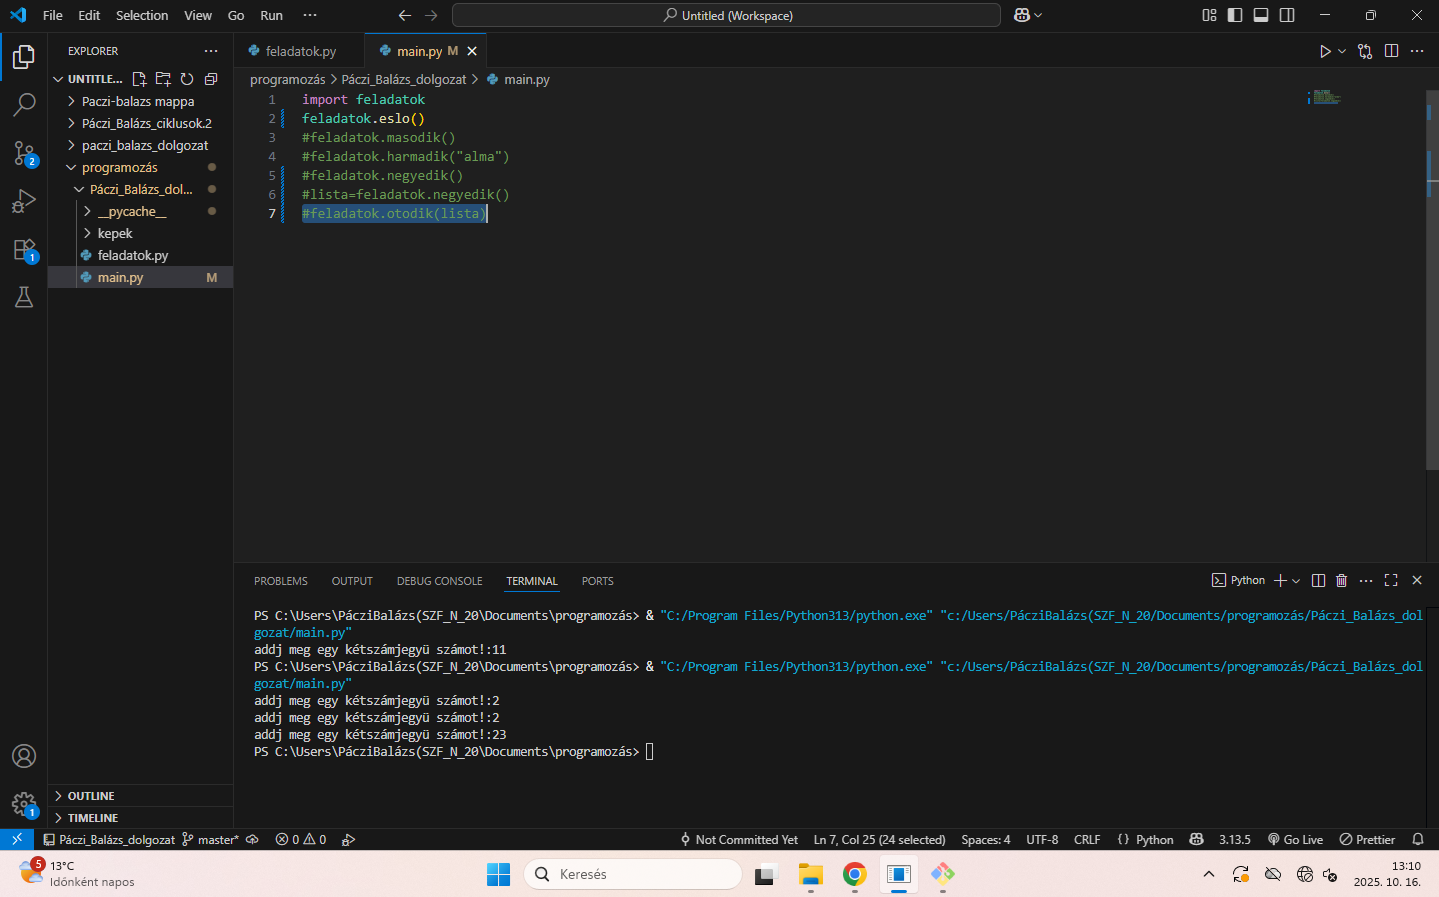 File Edit Selection View Go Run ··· Untitled (Workspace)
EXPLORER ···
UNTITLE...
Paczi-balazs mappa
Páczi_Balázs_ciklusok.2
paczi_balazs_dolgozat
programozás
Páczi_Balázs_dol...
__pycache__
kepek
feladatok.py
main.py M
OUTLINE
TIMELINE
2
1
1
feladatok.py main.py M
programozás > Páczi_Balázs_dolgozat > main.py
1 import feladatok
2 feladatok.eslo()
3 #feladatok.masodik()
4 #feladatok.harmadik("alma")
5 #feladatok.negyedik()
6 #lista=feladatok.negyedik()
7 #feladatok.otodik(lista)
PROBLEMS OUTPUT DEBUG CONSOLE TERMINAL PORTS Python
PS C:\Users\PácziBalázs(SZF_N_20\Documents\programozás> & "C:/Program Files/Python313/python.exe" "c:/Users/PácziBalázs(SZF_N_20/Documents/programozás/Páczi_Balázs_dol
gozat/main.py"
addj meg egy kétszámjegyü számot!:11
PS C:\Users\PácziBalázs(SZF_N_20\Documents\programozás> & "C:/Program Files/Python313/python.exe" "c:/Users/PácziBalázs(SZF_N_20/Documents/programozás/Páczi_Balázs_dol
gozat/main.py"
addj meg egy kétszámjegyü számot!:2
addj meg egy kétszámjegyü számot!:2
addj meg egy kétszámjegyü számot!:23
PS C:\Users\PácziBalázs(SZF_N_20\Documents\programozás>
Páczi_Balázs_dolgozat master* 0 0 Not Committed Yet Ln 7, Col 25 (24 selected) Spaces: 4 UTF-8 CRLF {} Python 3.13.5 Go Live Prettier
5
13°C
Időnként napos
Keresés
13:10
2025. 10. 16.